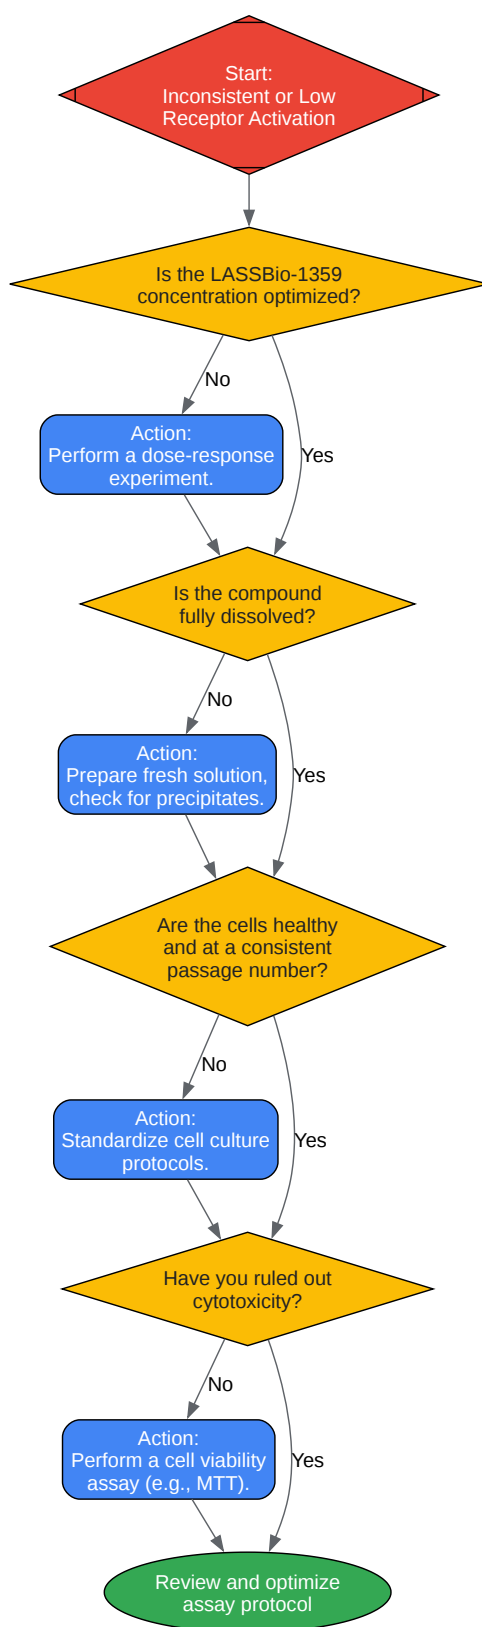 Start:
Inconsistent or Low
Receptor Activation
Is the LASSBio-1359
concentration optimized?
No
Action:
Perform a dose-response
experiment.
Yes
Is the compound
fully dissolved?
No
Action:
Prepare fresh solution,
check for precipitates.
Yes
Are the cells healthy
and at a consistent
passage number?
No
Action:
Standardize cell culture
protocols.
Yes
Have you ruled out
cytotoxicity?
No
Action:
Perform a cell viability
assay (e.g., MTT).
Yes
Review and optimize
assay protocol